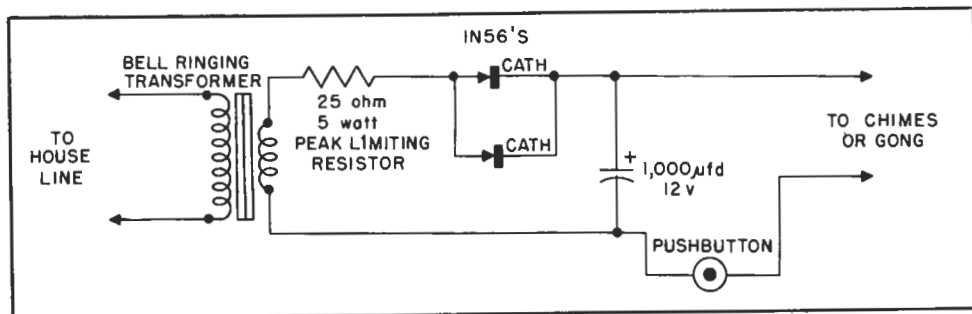 IN56'S
BELL RINGING
TRANSFORMER
CATH
25 ohm
5 watt
PEAK LIMITING
RESISTOR
CATH
TO
HOUSE
LINE
+
1,000µfd
12 v
TO CHIMES
OR GONG
PUSHBUTTON